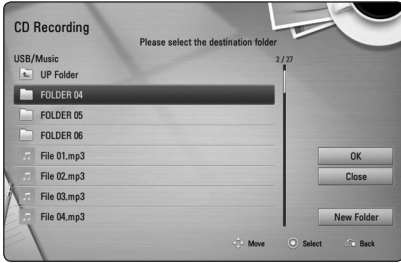 CD Recording
Please select the destination folder
USB/Music 2 / 27
UP Folder
FOLDER 04
FOLDER 05
FOLDER 06
File 01.mp3
File 02.mp3
File 03.mp3
File 04.mp3
OK
Close
New Folder
Move Select Back